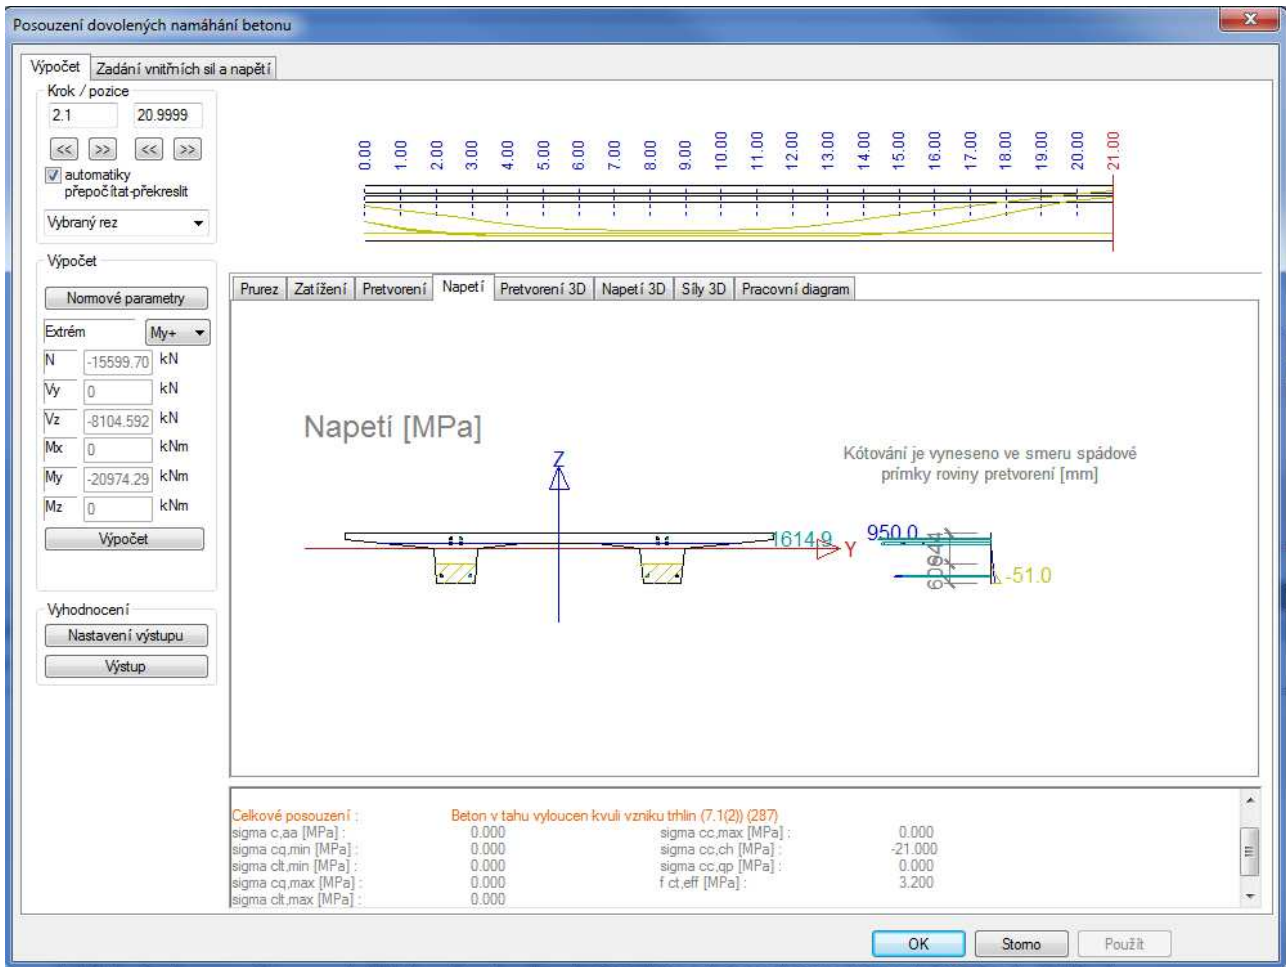 Posouzení dovolených namáhání betonu
x
Výpočet Zadání vnitřních sil a napětí
Krok / pozice
2.1 20.9999
<< >> << >>
automatiky
přepočítat-překreslit
Vybraný rez
0.00 1.00 2.00 3.00 4.00 5.00 6.00 7.00 8.00 9.00 10.00 11.00 12.00 13.00 14.00 15.00 16.00 17.00 18.00 19.00 20.00 21.00
Výpočet
Normové parametry
Extrém My+
N -15599.70 kN
Vy 0 kN
Vz -8104.592 kN
Mx 0 kNm
My -20974.29 kNm
Mz 0 kNm
Výpočet
Vyhodnocení
Nastavení výstupu
Výstup
Prurez Zatížení Pretvorení Napetí Pretvorení 3D Napetí 3D Síly 3D Pracovní diagram
Napetí [MPa]
Kótování je vyneseno ve smeru spádové
prímky roviny pretvorení [mm]
Z
1614.9 Y
950.0
-51.0
Celkové posouzení : Beton v tahu vyloucen kvuli vzniku trhlin (7.1(2)) (287)
sigma c,aa [MPa] : 0.000 sigma cc,max [MPa] : 0.000
sigma cq,min [MPa] : 0.000 sigma cc,ch [MPa] : -21.000
sigma clt,min [MPa] : 0.000 sigma cc,qp [MPa] : 0.000
sigma cq,max [MPa] : 0.000 f ct,eff [MPa] : 3.200
sigma clt,max [MPa] : 0.000
OK Storno Použít